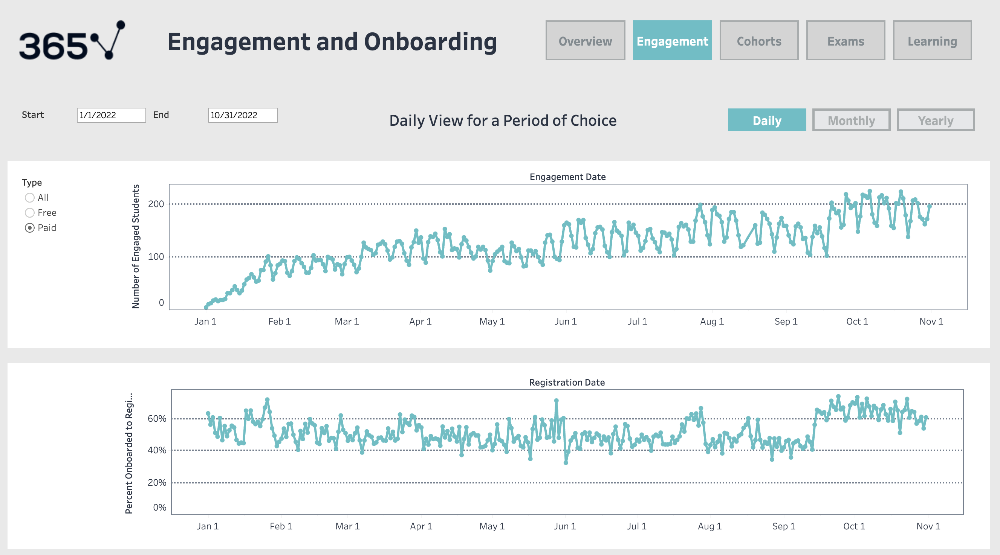 365
Engagement and Onboarding
Overview
Engagement
Cohorts
Exams
Learning
Start
1/1/2022
End
10/31/2022
Daily View for a Period of Choice
Daily
Monthly
Yearly
Type
All
Free
Paid
Engagement Date
Number of Engaged Students
200
100
0
Jan 1
Feb 1
Mar 1
Apr 1
May 1
Jun 1
Jul 1
Aug 1
Sep 1
Oct 1
Nov 1
Registration Date
Percent Onboarded to Regi...
60%
40%
20%
0%
Jan 1
Feb 1
Mar 1
Apr 1
May 1
Jun 1
Jul 1
Aug 1
Sep 1
Oct 1
Nov 1